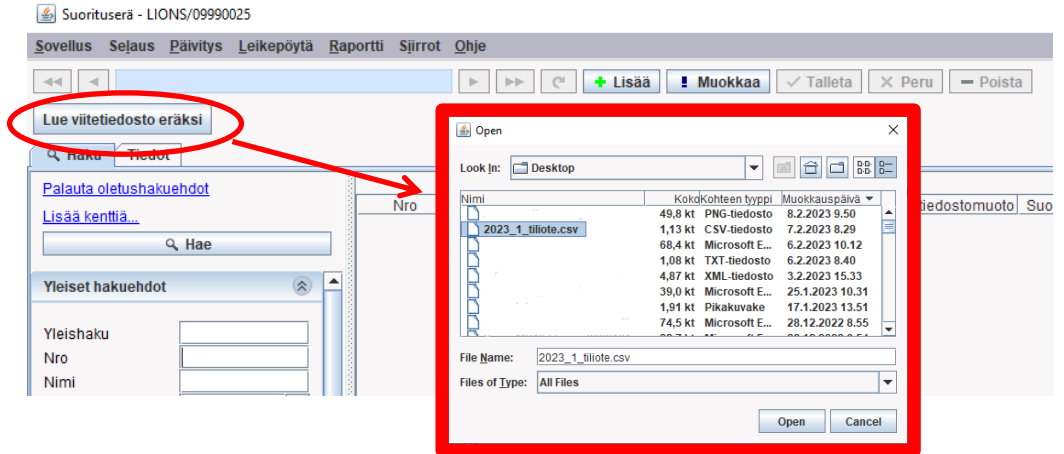 Suorituserä - LIONS/09990025
Sovellus Selaus Päivitys Leikepöytä Raportti Siirrot Ohje
Lisää Muokkaa Talleta Peru Poista
Lue viitetiedosto eräksi
Haku Tiedot
Palauta oletushakuehdot
Lisää kenttiä...
Hae
Yleiset hakuehdot
Yleishaku
Nro
Nimi
Nro
tiedostomuoto Suo
Open
Look In: Desktop
Nimi Koko Kohteen tyyppi Muokkauspäivä
49,8 kt PNG-tiedosto 8.2.2023 9.50
2023_1_tiliote.csv 1,13 kt CSV-tiedosto 7.2.2023 8.29
68,4 kt Microsoft E... 6.2.2023 10.12
1,08 kt TXT-tiedosto 6.2.2023 8.40
4,87 kt XML-tiedosto 3.2.2023 15.33
39,0 kt Microsoft E... 25.1.2023 10.31
1,91 kt Pikakuvake 17.1.2023 13.51
74,5 kt Microsoft E... 28.12.2022 8.55
File Name: 2023_1_tiliote.csv
Files of Type: All Files
Open Cancel